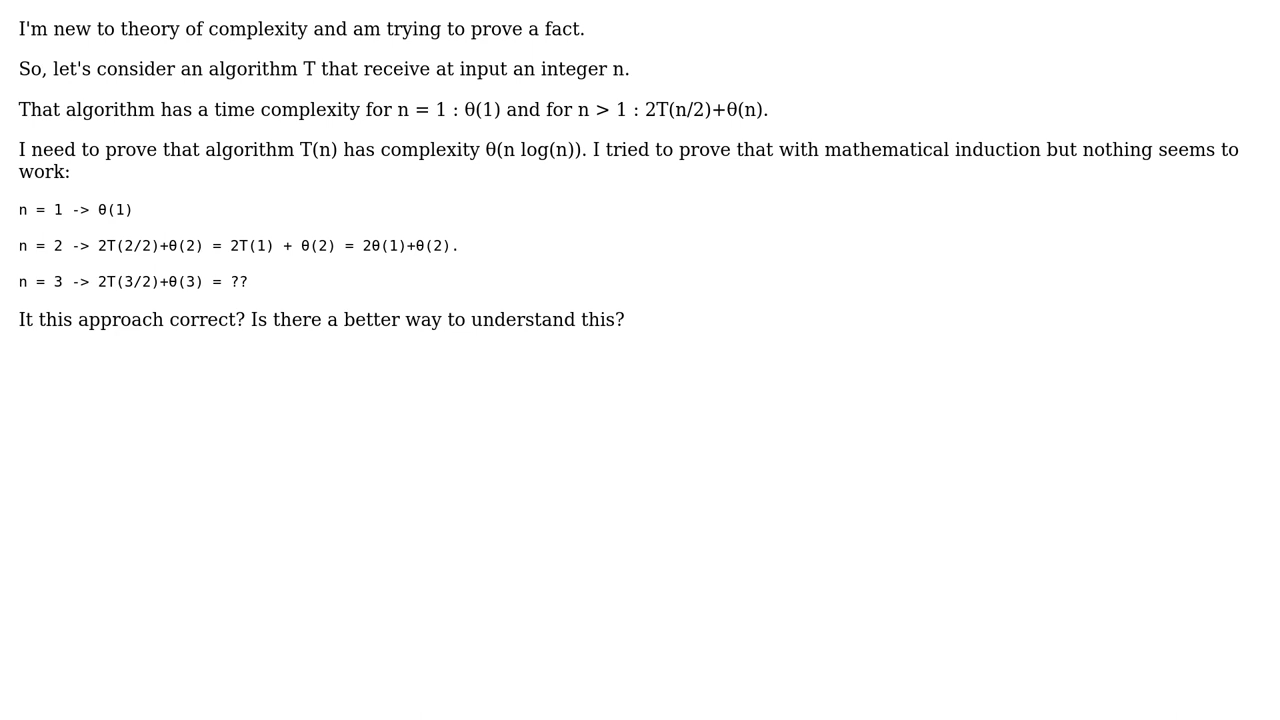 I'm new to theory of complexity and am trying to prove a fact.
So, let's consider an algorithm T that receive at input an integer n.
That algorithm has a time complexity for n = 1 : θ(1) and for n > 1 : 2T(n/2)+θ(n).
I need to prove that algorithm T(n) has complexity θ(n log(n)). I tried to prove that with mathematical induction but nothing seems to
work:
n = 1 -> θ(1)
n = 2 -> 2T(2/2)+θ(2) = 2T(1) + θ(2) = 2θ(1)+θ(2).
n = 3 -> 2T(3/2)+θ(3) = ??
It this approach correct? Is there a better way to understand this?